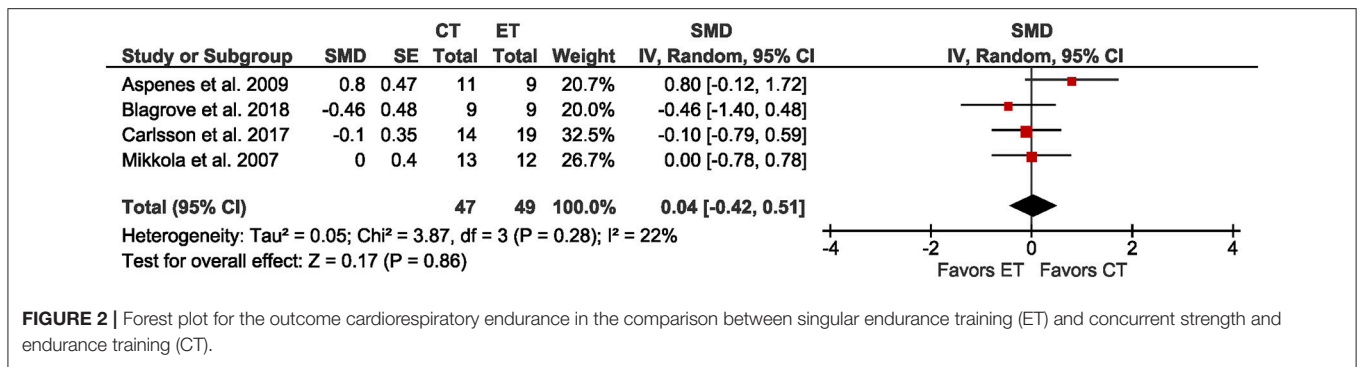 CT ET SMD SMD
Study or Subgroup SMD SE Total Total Weight IV, Random, 95% CI IV, Random, 95% CI
Aspenes et al. 2009 0.8 0.47 11 9 20.7% 0.80 [-0.12, 1.72]
Blagrove et al. 2018 -0.46 0.48 9 9 20.0% -0.46 [-1.40, 0.48]
Carlsson et al. 2017 -0.1 0.35 14 19 32.5% -0.10 [-0.79, 0.59]
Mikkola et al. 2007 0 0.4 13 12 26.7% 0.00 [-0.78, 0.78]
Total (95% CI) 47 49 100.0% 0.04 [-0.42, 0.51]
Heterogeneity: Tau² = 0.05; Chi² = 3.87, df = 3 (P = 0.28); I² = 22%
Test for overall effect: Z = 0.17 (P = 0.86)
-4 -2 0 2 4
Favors ET Favors CT
FIGURE 2 | Forest plot for the outcome cardiorespiratory endurance in the comparison between singular endurance training (ET) and concurrent strength and
endurance training (CT).